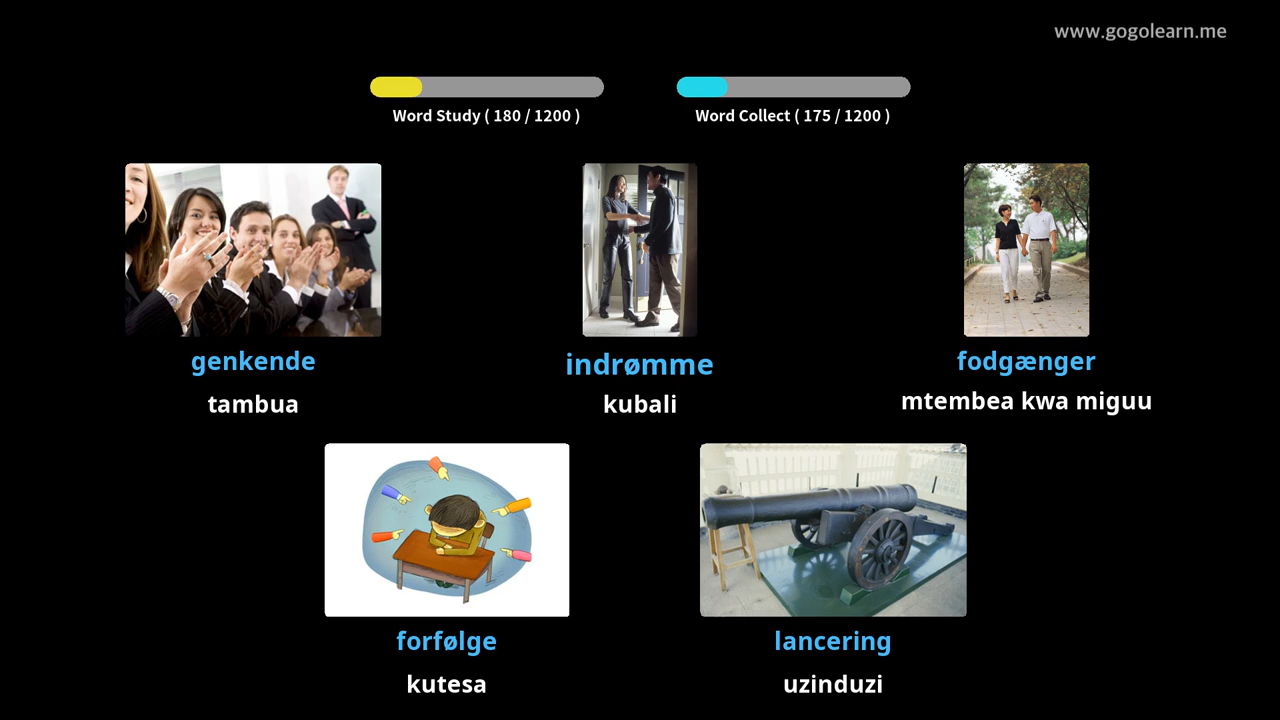 www.gogolearn.me
Word Study ( 180 / 1200 )
Word Collect ( 175 / 1200 )
genkende
indrømme
fodgænger
tambua
kubali
mtembea kwa miguu
forfølge
lancering
kutesa
uzinduzi